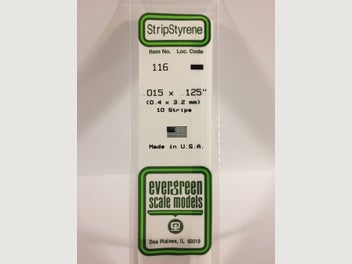 StripStyrene
Item No. Loc. Code
116
.015 x .125"
(0.4 x 3.2 mm)
10 Strips
Made in U.S.A.
evergreen
scale models
Des Plaines, IL 60018